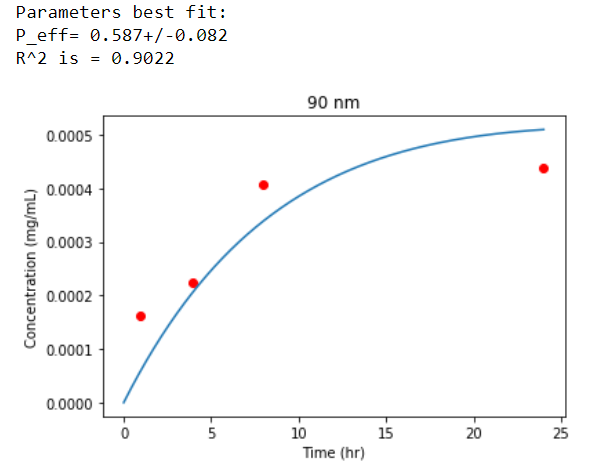 Parameters best fit:
P_eff= 0.587+/-0.082
R^2 is = 0.9022
90 nm
0.0005
0.0004
0.0003
0.0002
0.0001
0.0000
Concentration (mg/mL)
0 5 10 15 20 25
Time (hr)